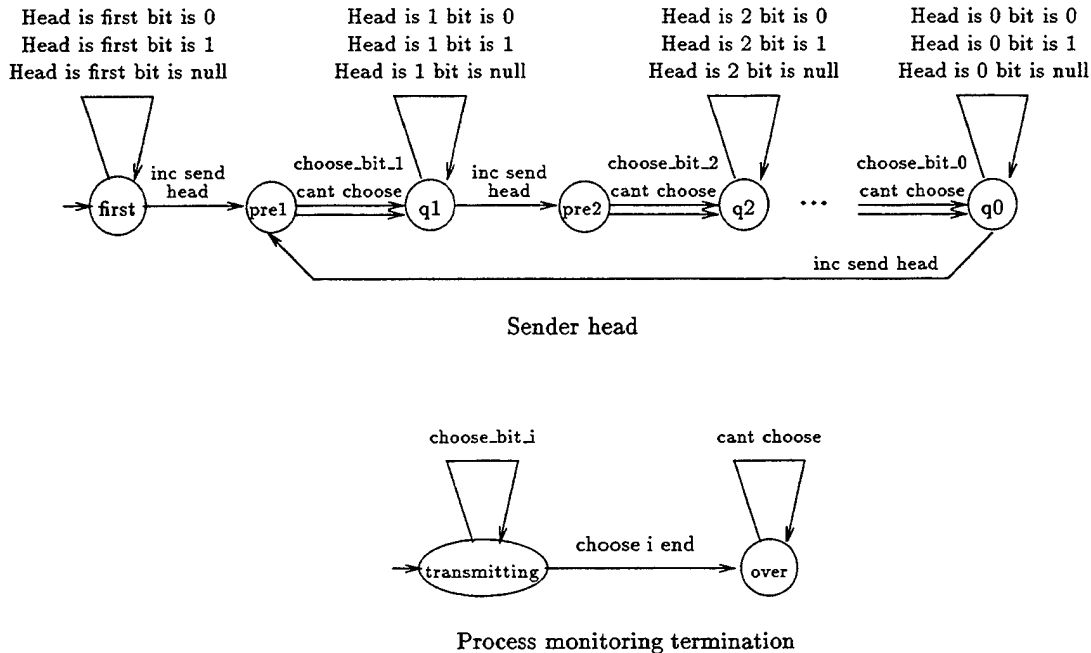 Head is first bit is 0
Head is first bit is 1
Head is first bit is null
Head is 1 bit is 0
Head is 1 bit is 1
Head is 1 bit is null
Head is 2 bit is 0
Head is 2 bit is 1
Head is 2 bit is null
Head is 0 bit is 0
Head is 0 bit is 1
Head is 0 bit is null
first
inc send
head
pre1
choose_bit_1
cant choose
q1
inc send
head
pre2
choose_bit_2
cant choose
q2
...
choose_bit_0
cant choose
q0
inc send head
Sender head
choose_bit_i
cant choose
transmitting
choose i end
over
Process monitoring termination